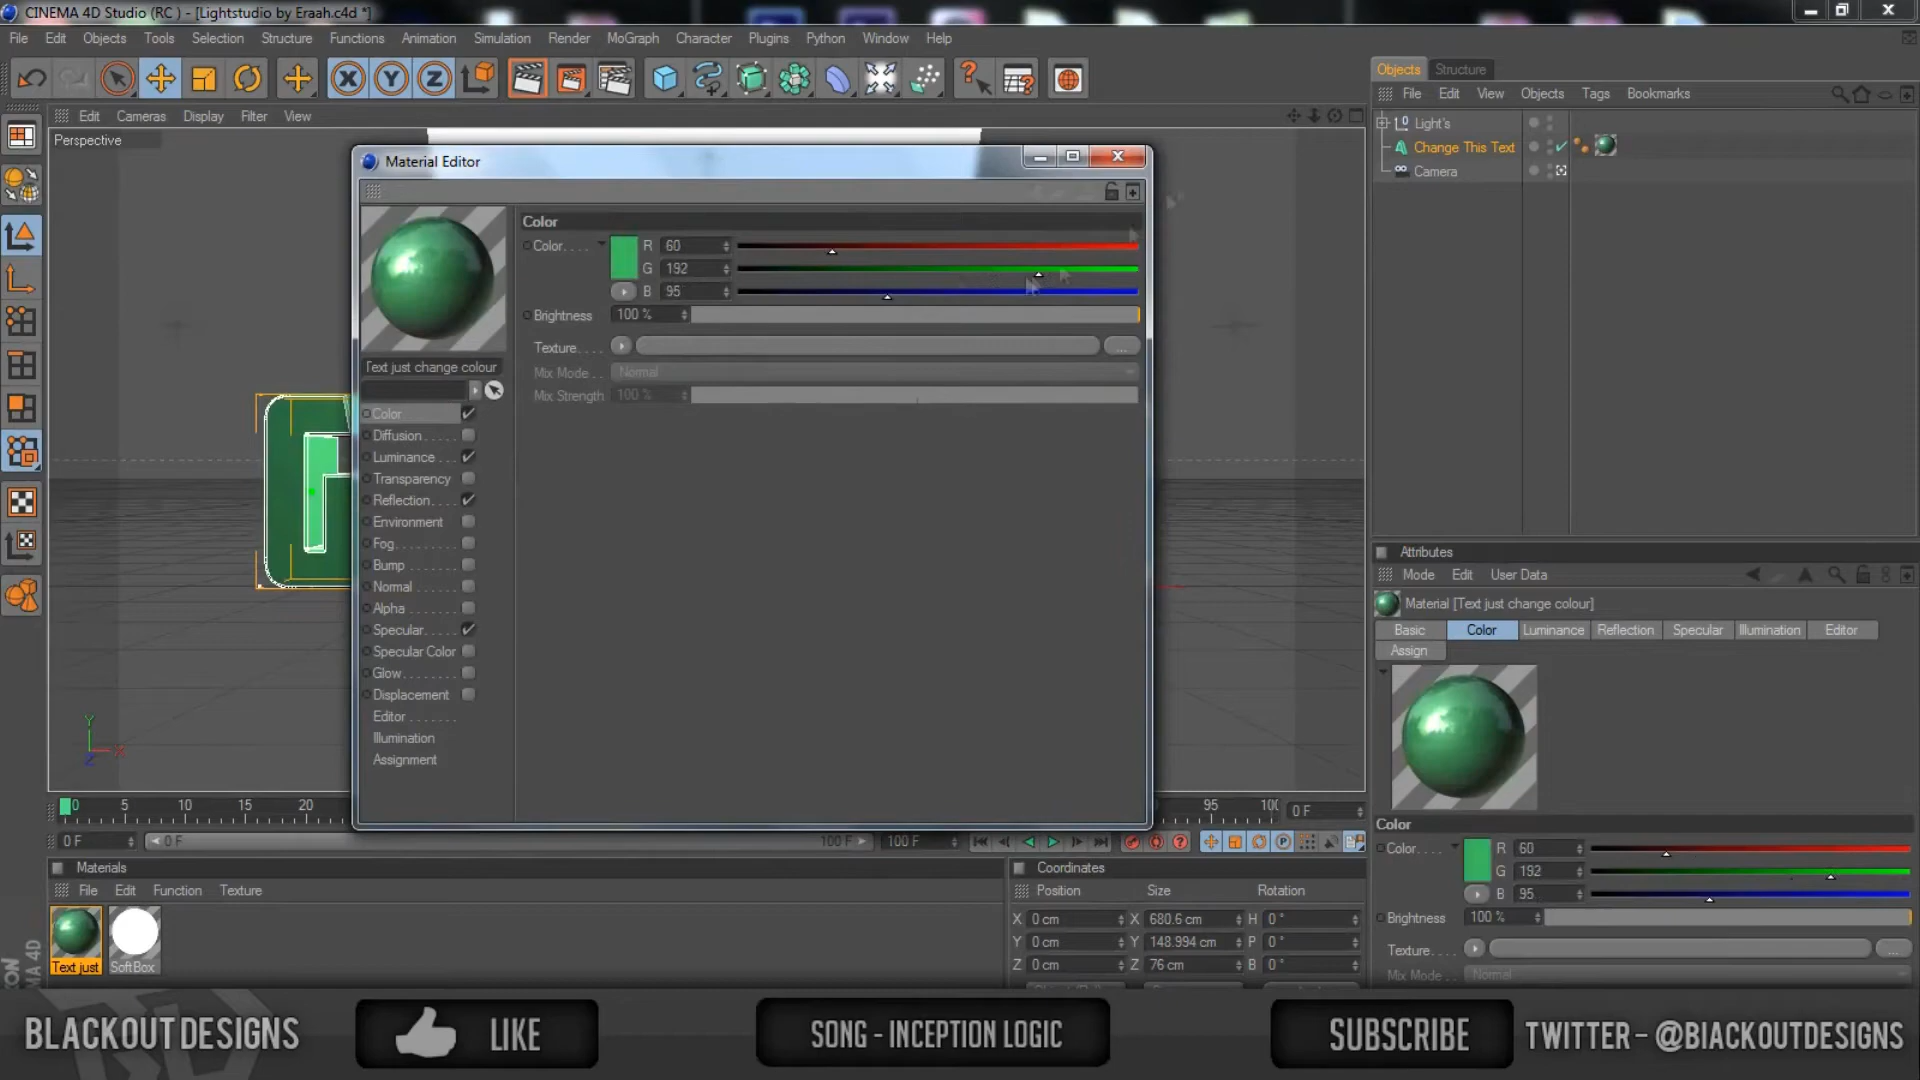 CINEMA 4D Studio (RC ) - [Lightstudio by Eraah.c4d *]
File Edit Objects Tools Selection Structure Functions Animation Simulation Render MoGraph Character Plugins Python Window Help
X Y Z
Objects Structure
File Edit View Objects Tags Bookmarks
Edit Cameras Display Filter View
Perspective
Light's
Change This Text
Camera
Material Editor
Color
Color. . . . R 60
G 192
B 95
Brightness 100 %
Texture. . . .
Mix Mode . . Normal
Mix Strength 100 %
Text just change colour
Color
Diffusion . . . . .
Luminance . . .
Transparency
Reflection. . . .
Environment
Fog. . . . . . . . .
Bump . . . . . . .
Normal . . . . . .
Alpha . . . . . . .
Specular. . . . .
Specular Color
Glow. . . . . . . .
Displacement
Editor . . . . . . .
Illumination
Assignment
Attributes
Mode Edit User Data
Material [Text just change colour]
Basic Color Luminance Reflection Specular Illumination Editor
Assign
Color
Color. . . . R 60
G 192
B 95
Brightness 100 %
Texture. . . .
Mix Mode . . Normal
Y
X
Z
0 5 10 15 20 95 100 0 F
0 F 0 F 100 F 100 F
Materials
File Edit Function Texture
Text just SoftBox
Coordinates
Position Size Rotation
X 0 cm X 680.6 cm H 0 °
Y 0 cm Y 148.994 cm P 0 °
Z 0 cm Z 76 cm B 0 °
BLACKOUTDESIGNS LIKE SONG - INCEPTION LOGIC SUBSCRIBE TWITTER - @BIACKOUTDESIGNS